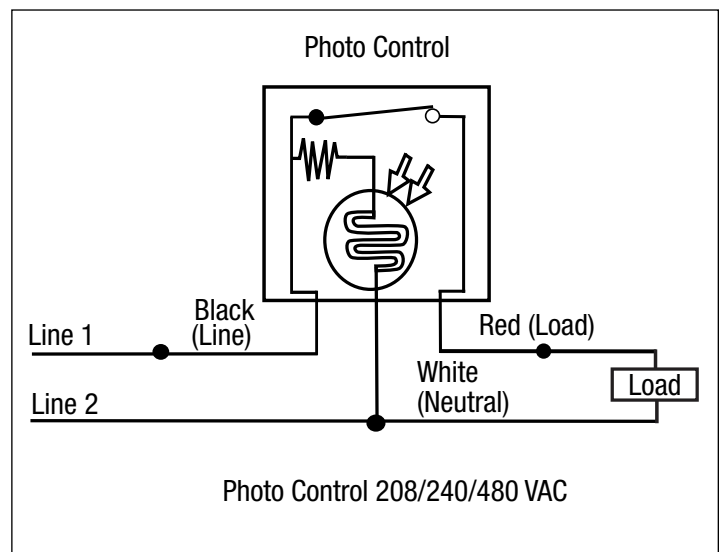 Photo Control
Black
(Line)
Line 1
Red (Load)
White
(Neutral)
Load
Line 2
Photo Control 208/240/480 VAC